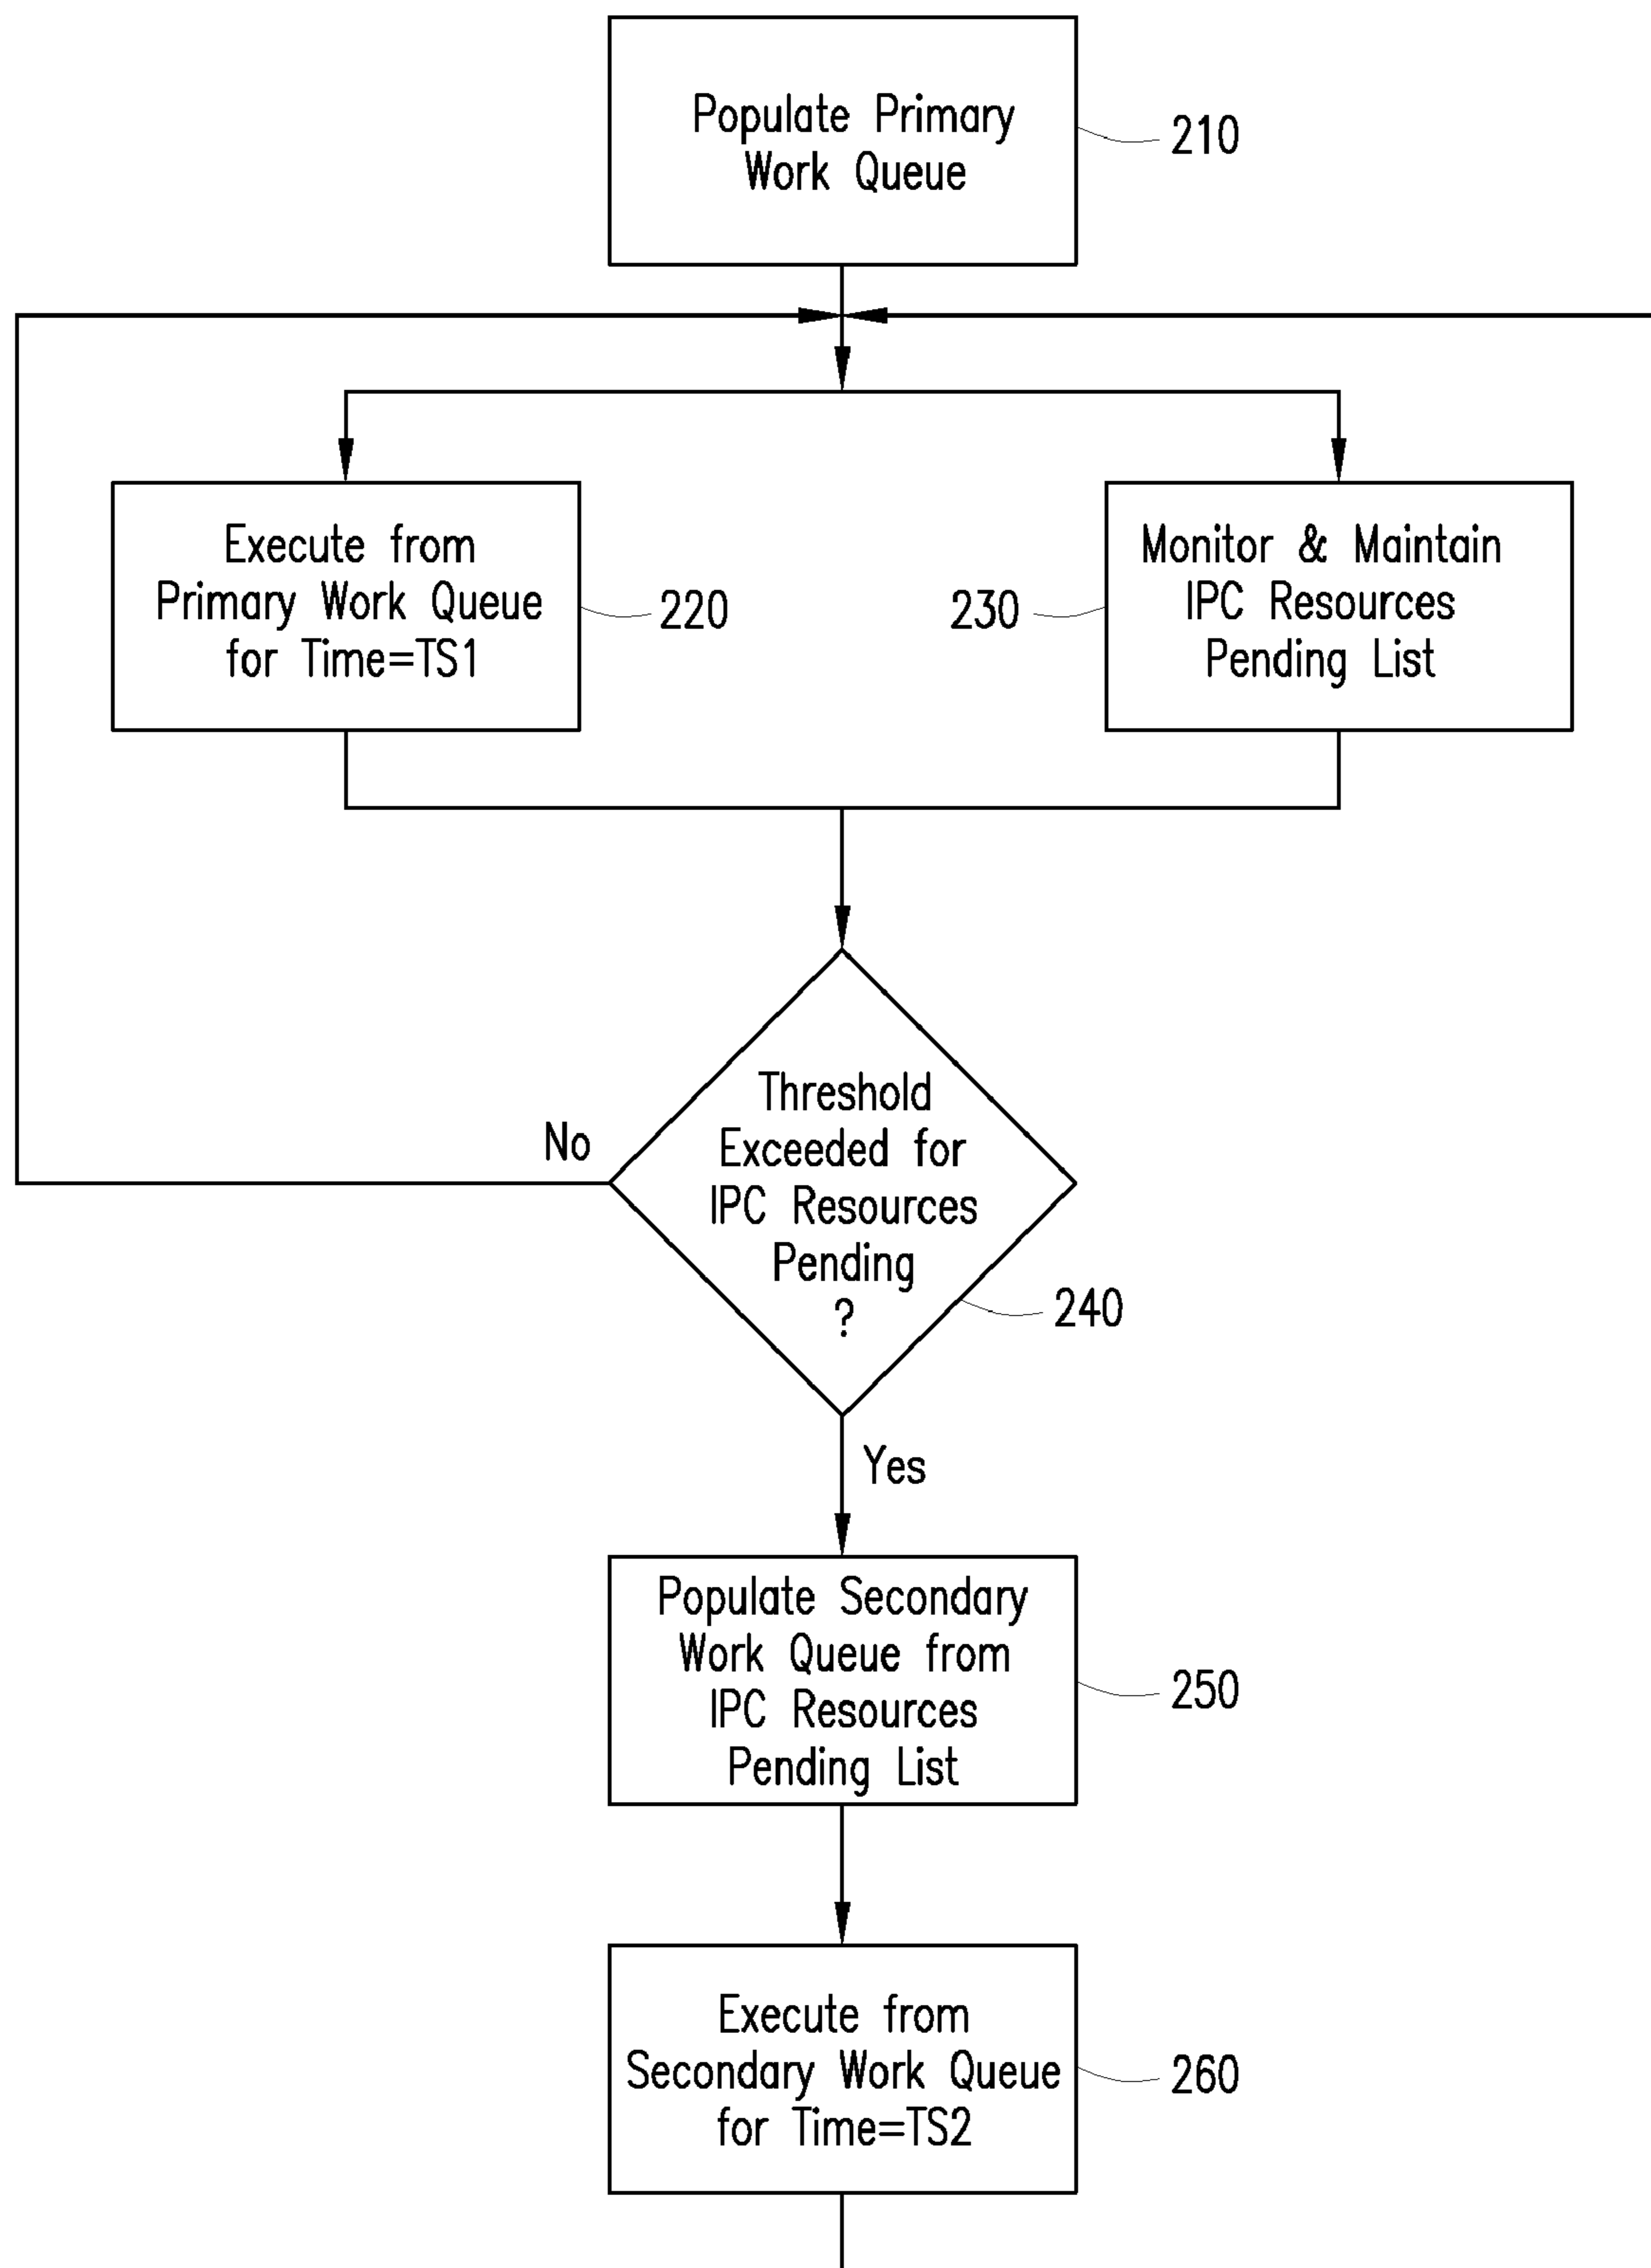 Populate Primary
Work Queue
210
Execute from
Primary Work Queue
for Time=TS1
220
230
Monitor & Maintain
IPC Resources
Pending List
Threshold
Exceeded for
IPC Resources
Pending
?
No
240
Yes
Populate Secondary
Work Queue from
IPC Resources
Pending List
250
Execute from
Secondary Work Queue
for Time=TS2
260